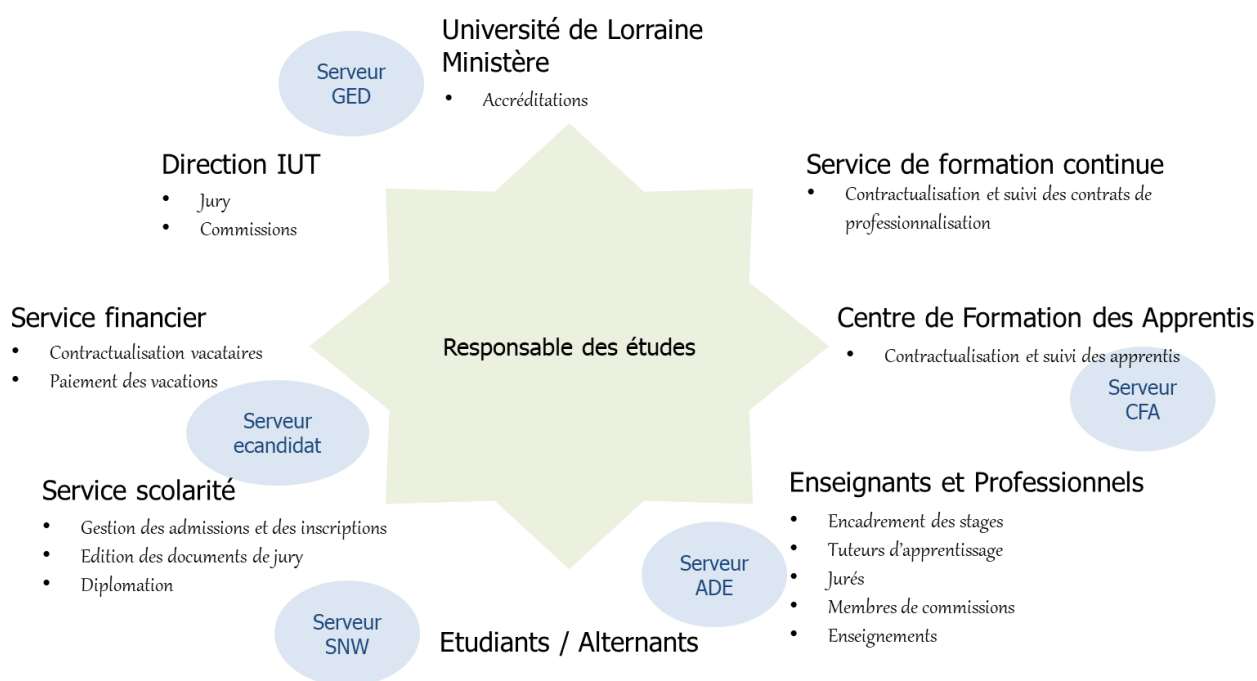 Université de Lorraine
Ministère
• Accréditations
Serveur
GED
Direction IUT
• Jury
• Commissions
Service de formation continue
• Contractualisation et suivi des contrats de
professionnalisation
Service financier
• Contractualisation vacataires
• Paiement des vacations
Responsable des études
Centre de Formation des Apprentis
• Contractualisation et suivi des apprentis
Serveur
CFA
Serveur
ecandidat
Service scolarité
• Gestion des admissions et des inscriptions
• Edition des documents de jury
• Diplomation
Enseignants et Professionnels
• Encadrement des stages
• Tuteurs d'apprentissage
• Jurés
• Membres de commissions
• Enseignements
Serveur
ADE
Serveur
SNW
Etudiants / Alternants